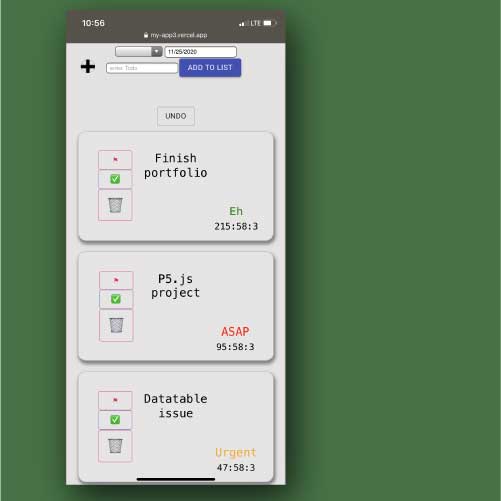 10:56
LTE
my-app3.vercel.app
11/25/2020
enter Todo
ADD TO LIST
UNDO
Finish
portfolio
Eh
215:58:3
P5.js
project
ASAP
95:58:3
Datatable
issue
Urgent
47:58:3